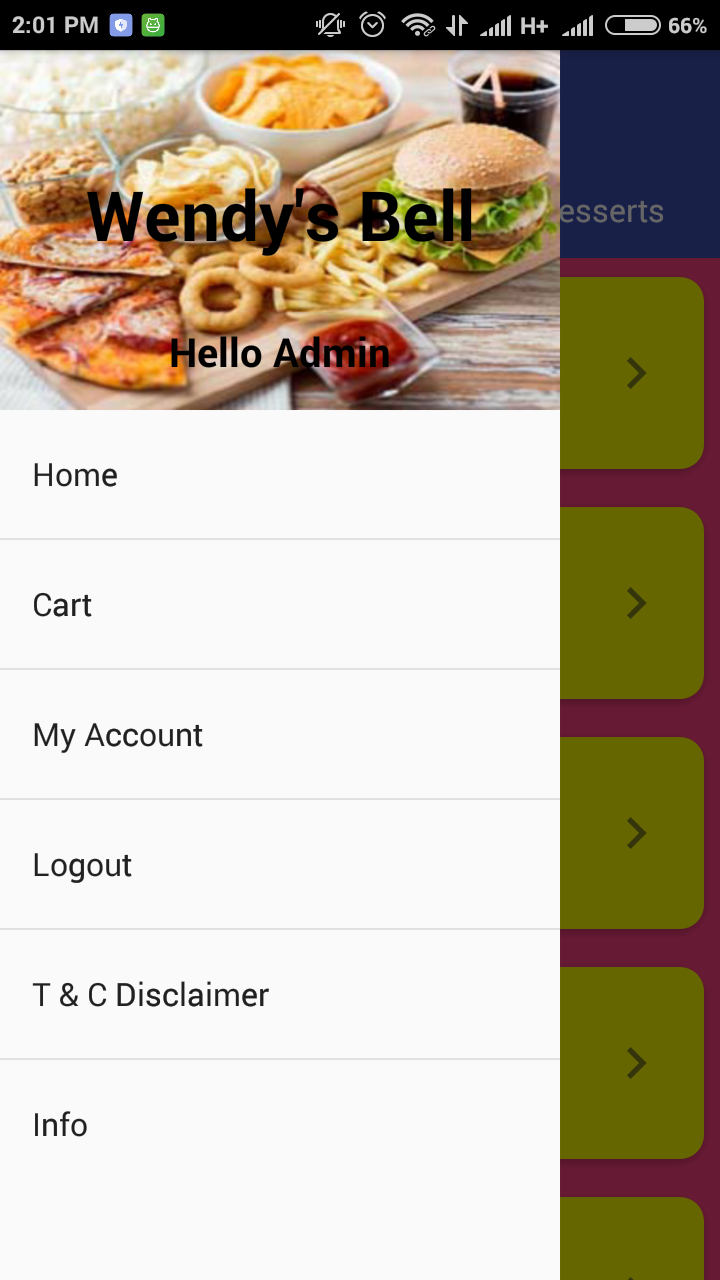 2:01 PM H+ 66%
Wendy's Bell
esserts
Hello Admin
Home
Cart
My Account
Logout
T & C Disclaimer
Info